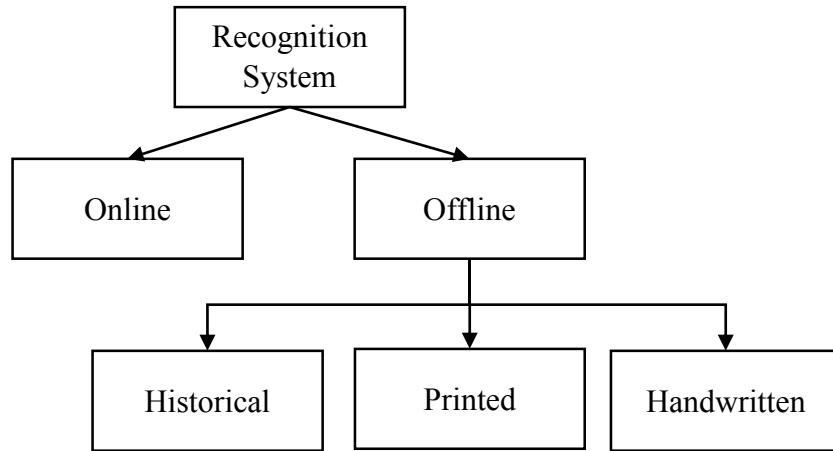 Recognition
System
Online
Offline
Historical
Printed
Handwritten